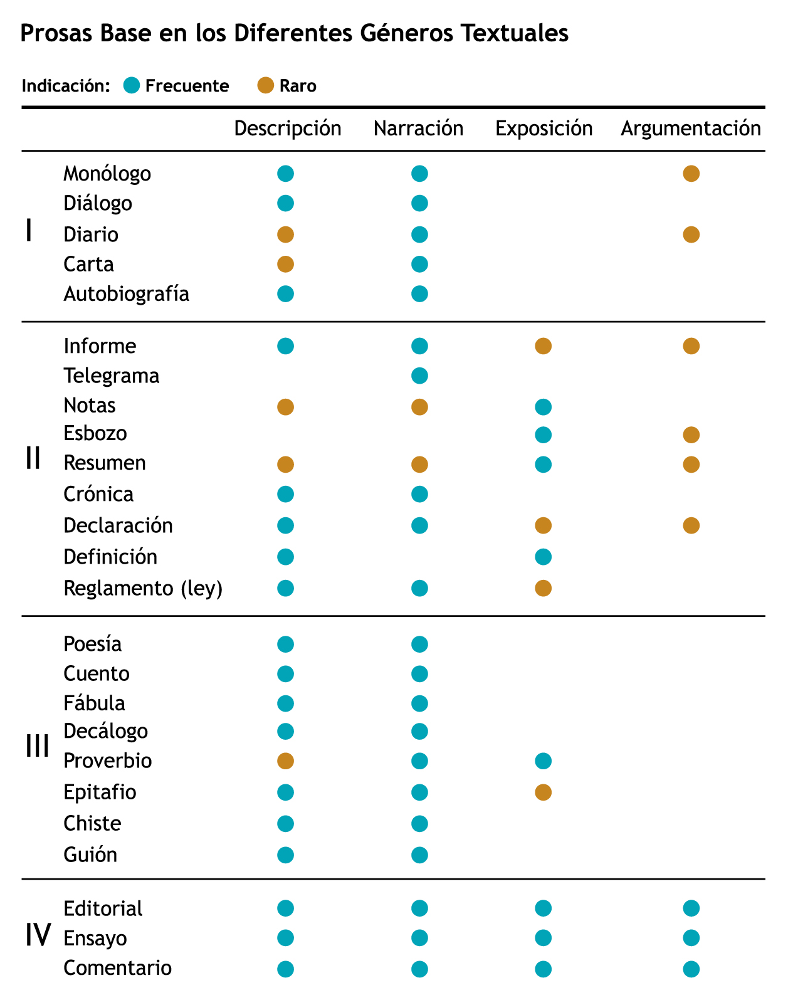 Prosas Base en los Diferentes Géneros Textuales
Indicación: Frecuente Raro
Descripción Narración Exposición Argumentación
I
Monólogo
Diálogo
Diario
Carta
Autobiografía
II
Informe
Telegrama
Notas
Esbozo
Resumen
Crónica
Declaración
Definición
Reglamento (ley)
III
Poesía
Cuento
Fábula
Decálogo
Proverbio
Epitafio
Chiste
Guión
IV
Editorial
Ensayo
Comentario